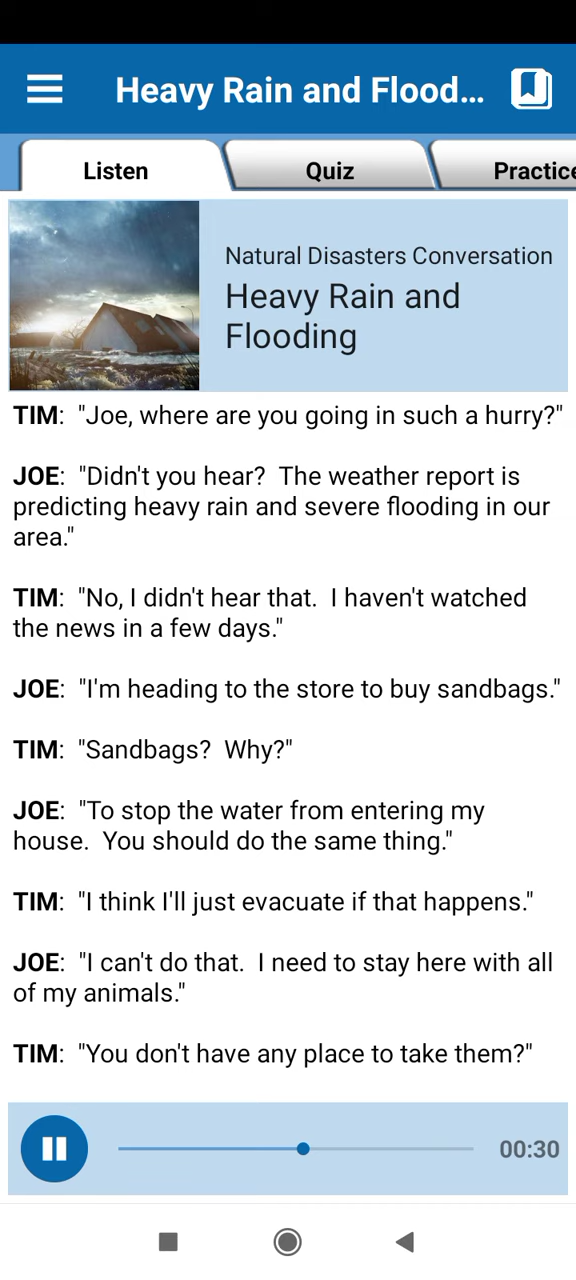 Heavy Rain and Flood...
Listen
Quiz
Practice
Natural Disasters Conversation
Heavy Rain and
Flooding
TIM:  "Joe, where are you going in such a hurry?"
JOE:  "Didn't you hear?  The weather report is
predicting heavy rain and severe flooding in our
area."
TIM:  "No, I didn't hear that.  I haven't watched
the news in a few days."
JOE:  "I'm heading to the store to buy sandbags."
TIM:  "Sandbags?  Why?"
JOE:  "To stop the water from entering my
house.  You should do the same thing."
TIM:  "I think I'll just evacuate if that happens."
JOE:  "I can't do that.  I need to stay here with all
of my animals."
TIM:  "You don't have any place to take them?"
00:30